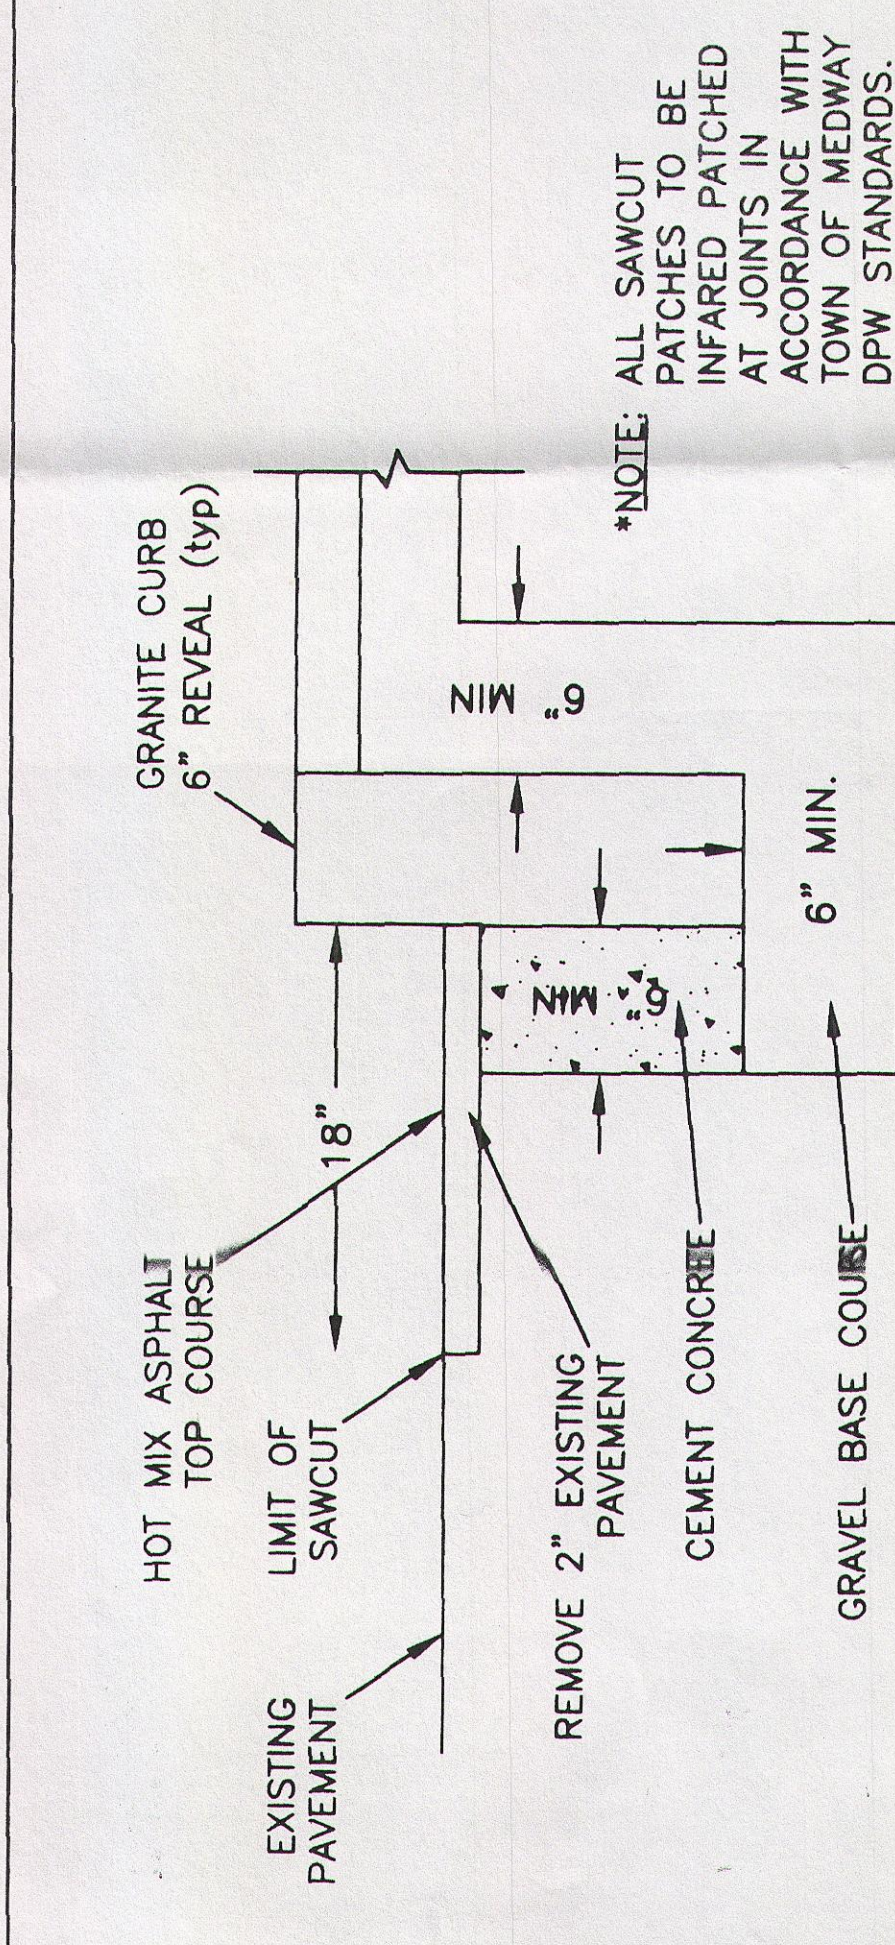 GRANITE CURB
6" REVEAL (typ)
HOT MIX ASPHALT
TOP COURSE
18"
LIMIT OF
SAWCUT
EXISTING
PAVEMENT
6"
MIN
6"
MIN
REMOVE 2" EXISTING
PAVEMENT
CEMENT CONCRETE
6" MIN.
GRAVEL BASE COURSE
*NOTE: ALL SAWCUT
PATCHES TO BE
INFARED PATCHED
AT JOINTS IN
ACCORDANCE WITH
TOWN OF MEDWAY
DPW STANDARDS.